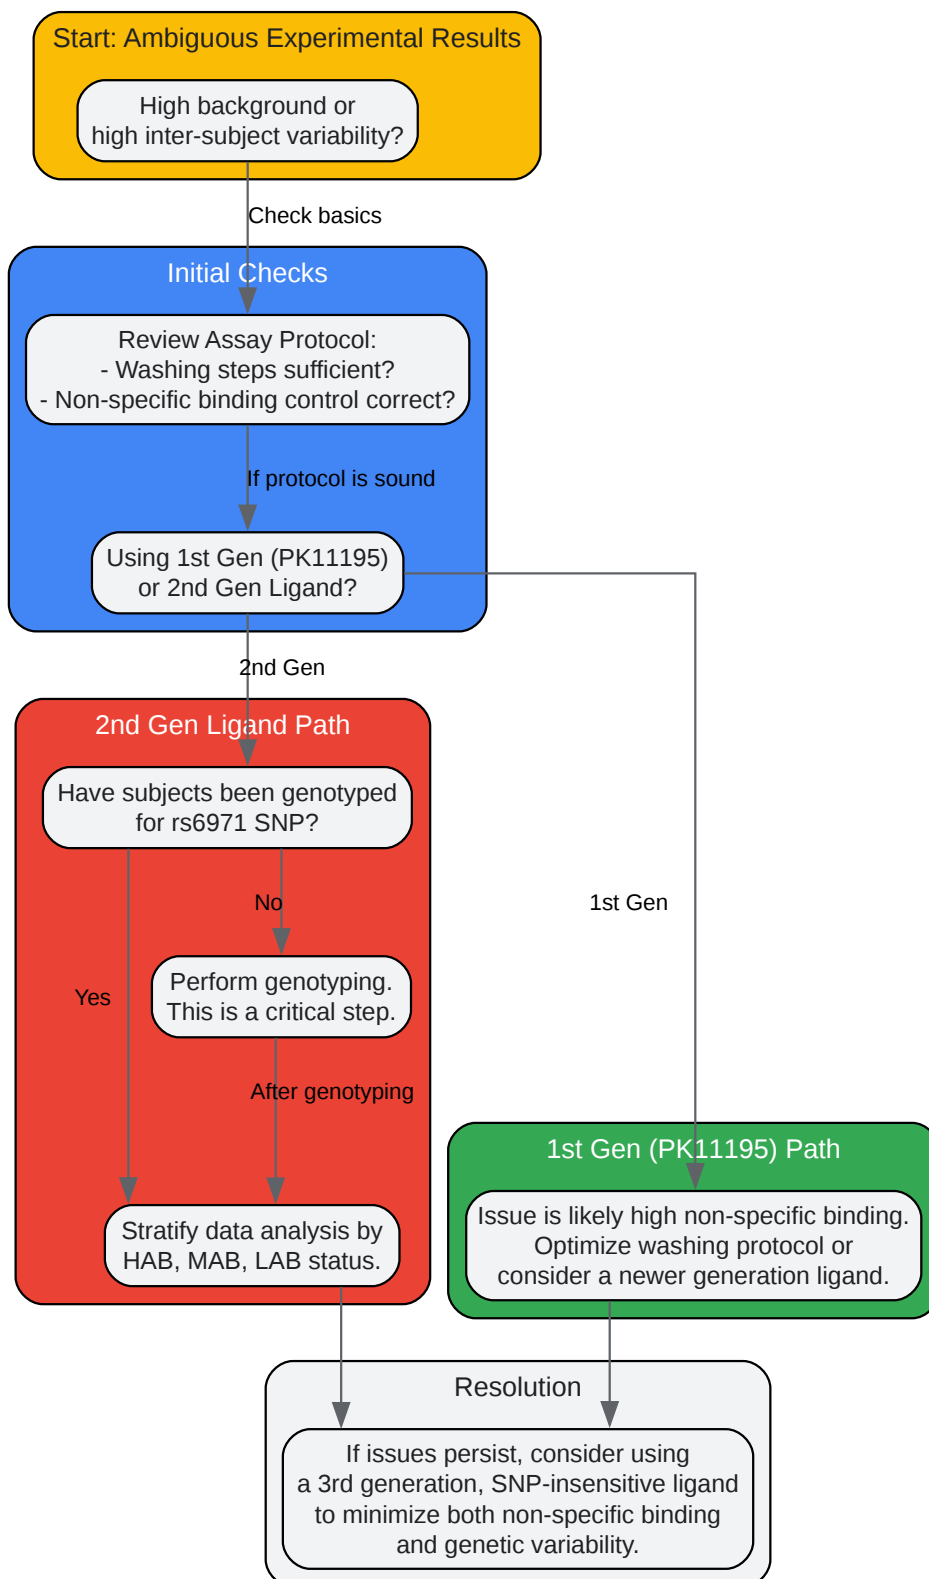 Start: Ambiguous Experimental Results
High background or
high inter-subject variability?
Check basics
Initial Checks
Review Assay Protocol:
- Washing steps sufficient?
- Non-specific binding control correct?
If protocol is sound
Using 1st Gen (PK11195)
or 2nd Gen Ligand?
2nd Gen
2nd Gen Ligand Path
Have subjects been genotyped
for rs6971 SNP?
No
1st Gen
Perform genotyping.
This is a critical step.
Yes
After genotyping
1st Gen (PK11195) Path
Issue is likely high non-specific binding.
Optimize washing protocol or
consider a newer generation ligand.
Stratify data analysis by
HAB, MAB, LAB status.
Resolution
If issues persist, consider using
a 3rd generation, SNP-insensitive ligand
to minimize both non-specific binding
and genetic variability.